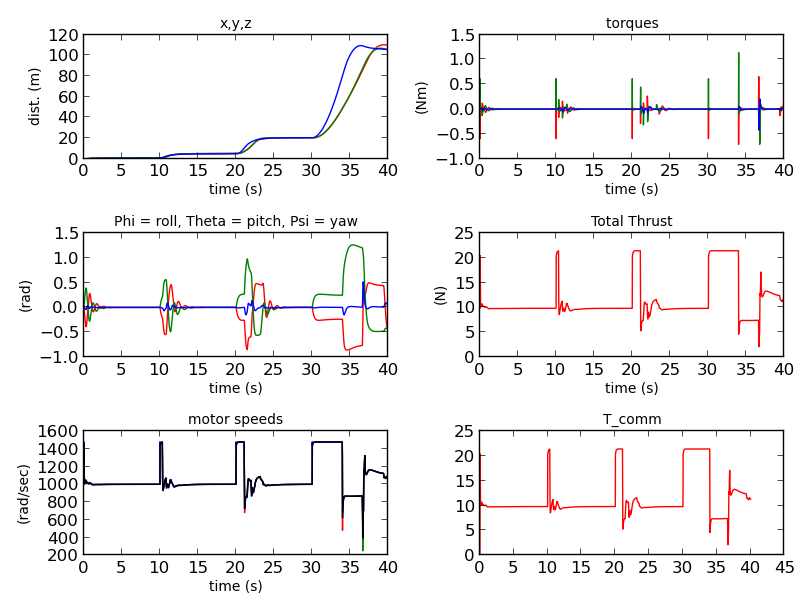 x,y,z
120
100
80
60
40
20
0
dist. (m)
0 5 10 15 20 25 30 35 40
time (s)
torques
1.5
1.0
0.5
0.0
−0.5
−1.0
(Nm)
0 5 10 15 20 25 30 35 40
time (s)
Phi = roll, Theta = pitch, Psi = yaw
1.5
1.0
0.5
0.0
−0.5
−1.0
(rad)
0 5 10 15 20 25 30 35 40
time (s)
Total Thrust
25
20
15
10
5
0
(N)
0 5 10 15 20 25 30 35 40 45
time (s)
motor speeds
1600
1400
1200
1000
800
600
400
200
(rad/sec)
0 5 10 15 20 25 30 35 40
time (s)
T_comm
25
20
15
10
5
0
0 5 10 15 20 25 30 35 40 45